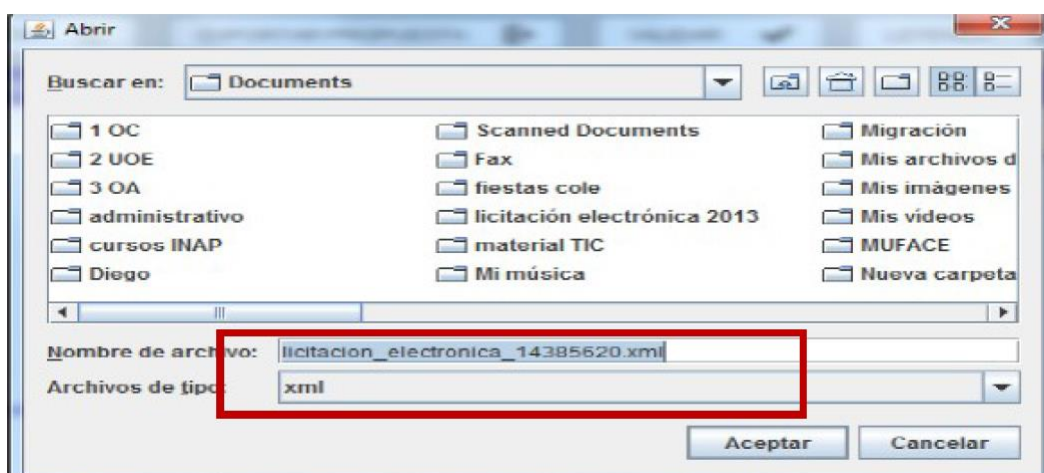 Abrir
Buscar en: Documents
1 OC
2 UOE
3 OA
administrativo
cursos INAP
Diego
Scanned Documents
Fax
fiestas cole
licitación electrónica 2013
material TIC
Mi música
Migración
Mis archivos d
Mis imágenes
Mis vídeos
MUFACE
Nueva carpeta
Nombre de archivo: licitacion_electronica_14385620.xml
Archivos de tipo: xml
Aceptar Cancelar